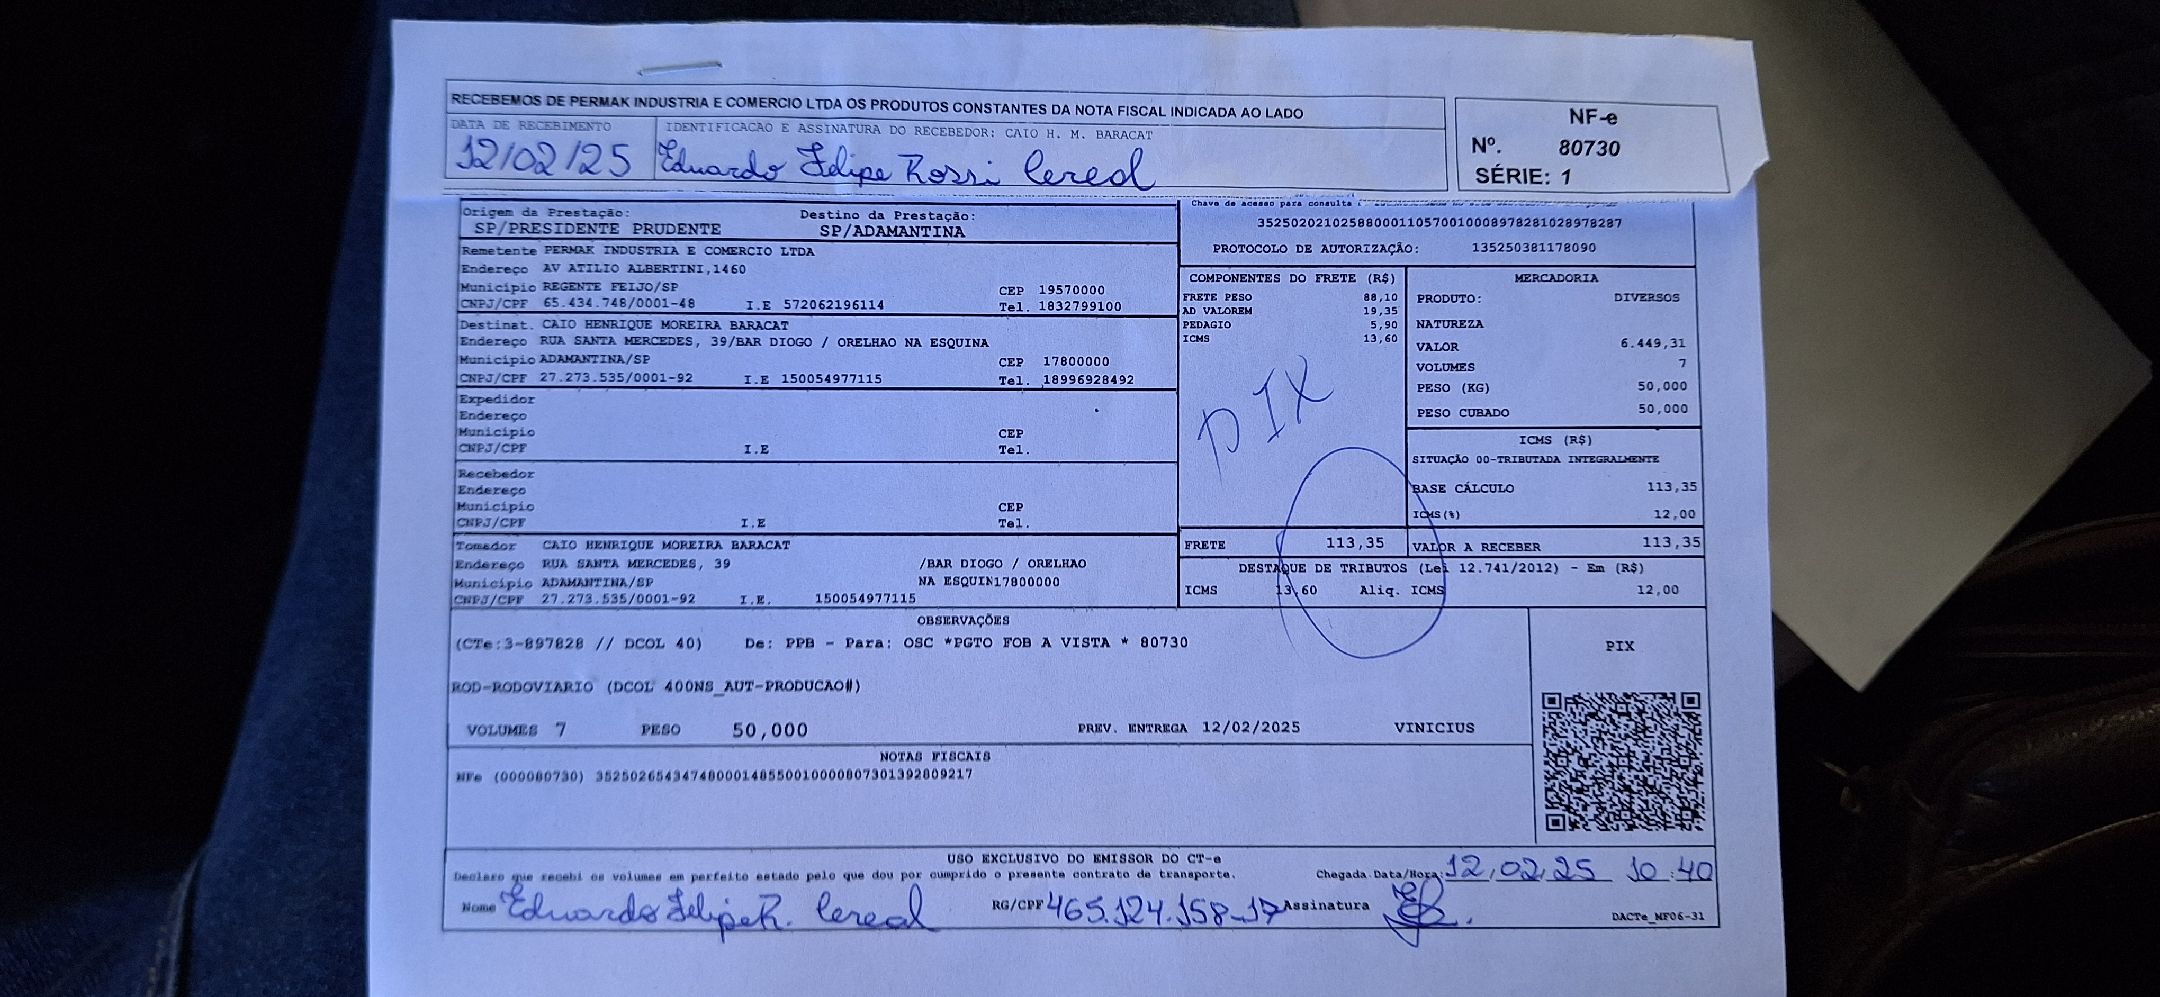 RECEBEMOS DE PERMAK INDUSTRIA E COMERCIO LTDA OS PRODUTOS CONSTANTES DA NOTA FISCAL INDICADA AO LADO
DATA DE RECEBIMENTO
12/02/25
IDENTIFICACAO E ASSINATURA DO RECEBEDOR: CAIO H. M. BARACAT
Eduardo Felipe Rossi Cereal
NF-e
Nº. 80730
SÉRIE: 1
Origem da Prestação: Destino da Prestação:
SP/PRESIDENTE PRUDENTE SP/ADAMANTINA
Chave de acesso para consulta
35250202102588000110570010008978281028978287
PROTOCOLO DE AUTORIZAÇÃO: 135250381178090
Remetente PERMAK INDUSTRIA E COMERCIO LTDA
Endereço AV ATILIO ALBERTINI,1460
Município REGENTE FEIJO/SP CEP 19570000
CNPJ/CPF 65.434.748/0001-48 I.E 572062196114 Tel. 1832799100
Destinat. CAIO HENRIQUE MOREIRA BARACAT
Endereço RUA SANTA MERCEDES, 39/BAR DIOGO / ORELHAO NA ESQUINA
Município ADAMANTINA/SP CEP 17800000
CNPJ/CPF 27.273.535/0001-92 I.E 150054977115 Tel. 18996928492
Expedidor
Endereço
Município CEP
CNPJ/CPF I.E Tel.
Recebedor
Endereço
Município CEP
CNPJ/CPF I.E Tel.
Tomador CAIO HENRIQUE MOREIRA BARACAT
Endereço RUA SANTA MERCEDES, 39 /BAR DIOGO / ORELHAO
Município ADAMANTINA/SP NA ESQUIN17800000
CNPJ/CPF 27.273.535/0001-92 I.E. 150054977115
COMPONENTES DO FRETE (R$)
FRETE PESO 88,10
AD VALOREM 19,35
PEDAGIO 5,90
ICMS 13,60
PIX
MERCADORIA
PRODUTO: DIVERSOS
NATUREZA
VALOR 6.449,31
VOLUMES 7
PESO (KG) 50,000
PESO CUBADO 50,000
ICMS (R$)
SITUAÇÃO 00-TRIBUTADA INTEGRALMENTE
BASE CÁLCULO 113,35
ICMS(%) 12,00
FRETE 113,35 VALOR A RECEBER 113,35
DESTAQUE DE TRIBUTOS (Lei 12.741/2012) - Em (R$)
ICMS 13,60 Aliq. ICMS 12,00
OBSERVAÇÕES
(CTe:3-897828 // DCOL 40) De: PPB - Para: OSC *PGTO FOB A VISTA * 80730
ROD-RODOVIARIO (DCOL 400NS_AUT-PRODUCAO#)
VOLUMES 7 PESO 50,000 PREV. ENTREGA 12/02/2025 VINICIUS
PIX
NOTAS FISCAIS
NFe (000080730) 35250265434748000148550010000807301392809217
USO EXCLUSIVO DO EMISSOR DO CT-e
Declaro que recebi os volumes em perfeito estado pelo que dou por cumprido o presente contrato de transporte. Chegada Data/Hora: 12,02,25 10:40
Nome Eduardo Felipe R. Cereal RG/CPF 465.124.158-17 Assinatura
DACTe_NF06-31